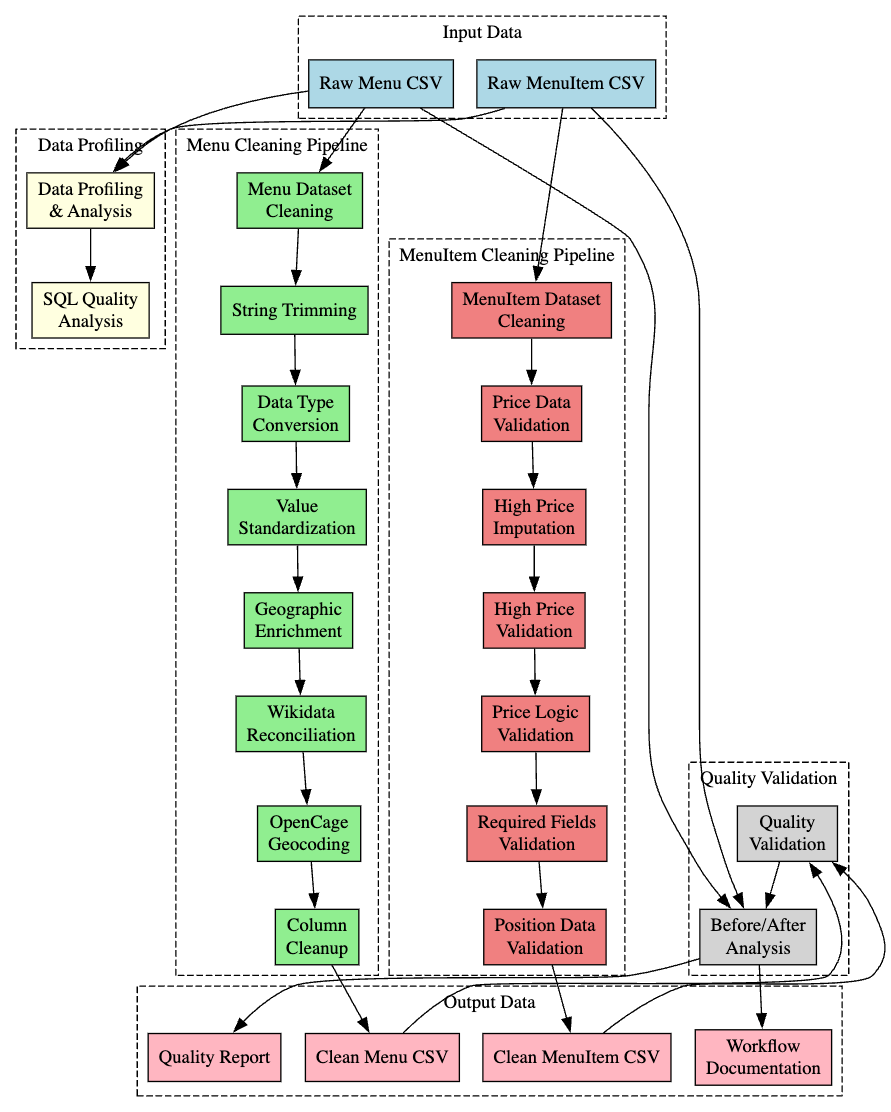 Input Data
Raw Menu CSV
Raw MenuItem CSV
Data Profiling
Data Profiling
& Analysis
SQL Quality
Analysis
Menu Cleaning Pipeline
Menu Dataset
Cleaning
String Trimming
Data Type
Conversion
Value
Standardization
Geographic
Enrichment
Wikidata
Reconciliation
OpenCage
Geocoding
Column
Cleanup
MenuItem Cleaning Pipeline
MenuItem Dataset
Cleaning
Price Data
Validation
High Price
Imputation
High Price
Validation
Price Logic
Validation
Required Fields
Validation
Position Data
Validation
Quality Validation
Quality
Validation
Before/After
Analysis
Output Data
Quality Report
Clean Menu CSV
Clean MenuItem CSV
Workflow
Documentation